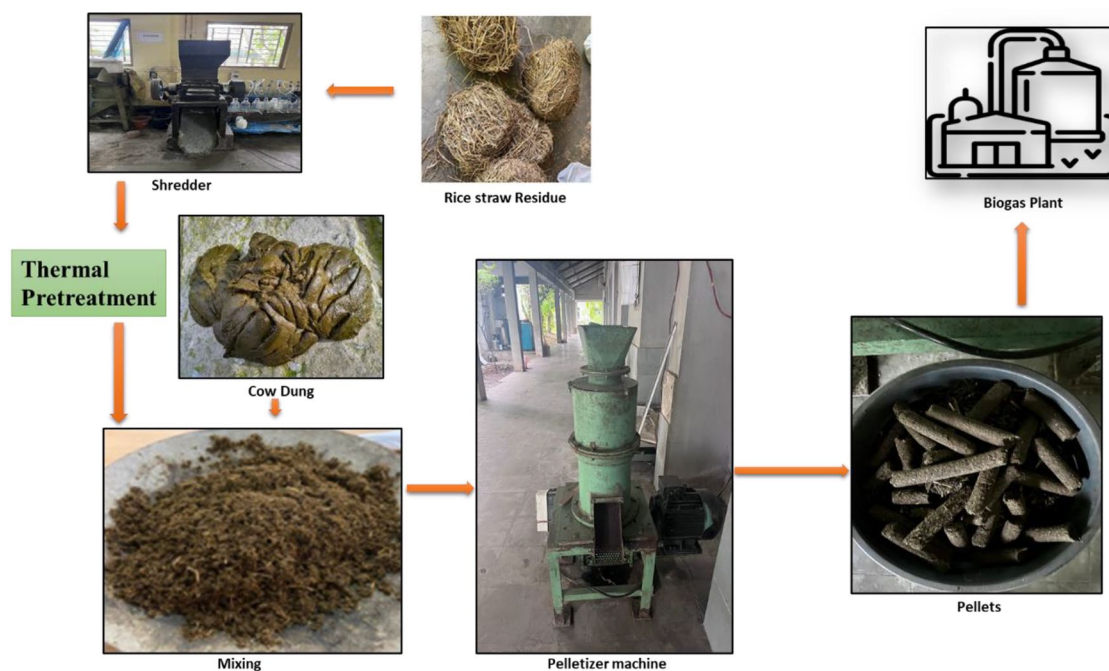 Rice straw Residue
Shredder
Thermal
Pretreatment
Cow Dung
Mixing
Pelletizer machine
Pellets
Biogas Plant